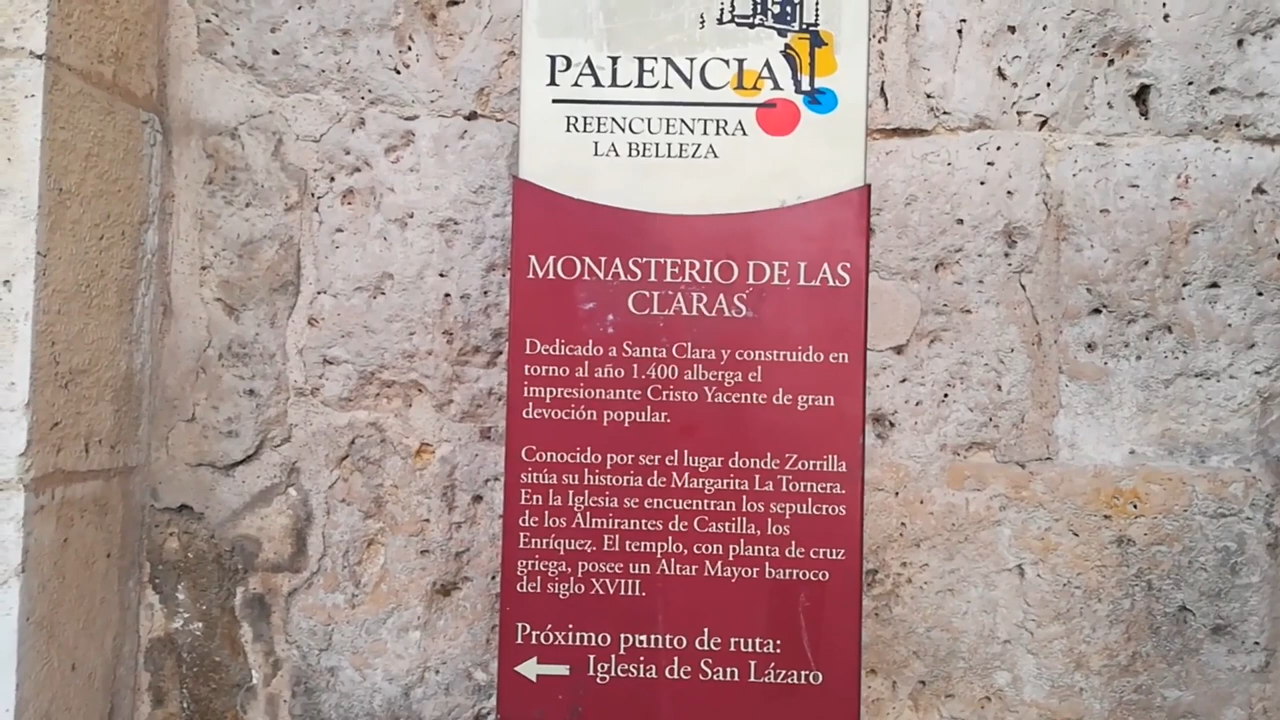 PALENCIA
REENCUENTRA
LA BELLEZA
MONASTERIO DE LAS
CLARAS
Dedicado a Santa Clara y construido en
torno al año 1.400 alberga el
impresionante Cristo Yacente de gran
devoción popular.
Conocido por ser el lugar donde Zorrilla
sitúa su historia de Margarita La Tornera.
En la Iglesia se encuentran los sepulcros
de los Almirantes de Castilla, los
Enríquez. El templo, con planta de cruz
griega, posee un Altar Mayor barroco
del siglo XVIII.
Próximo punto de ruta:
Iglesia de San Lázaro